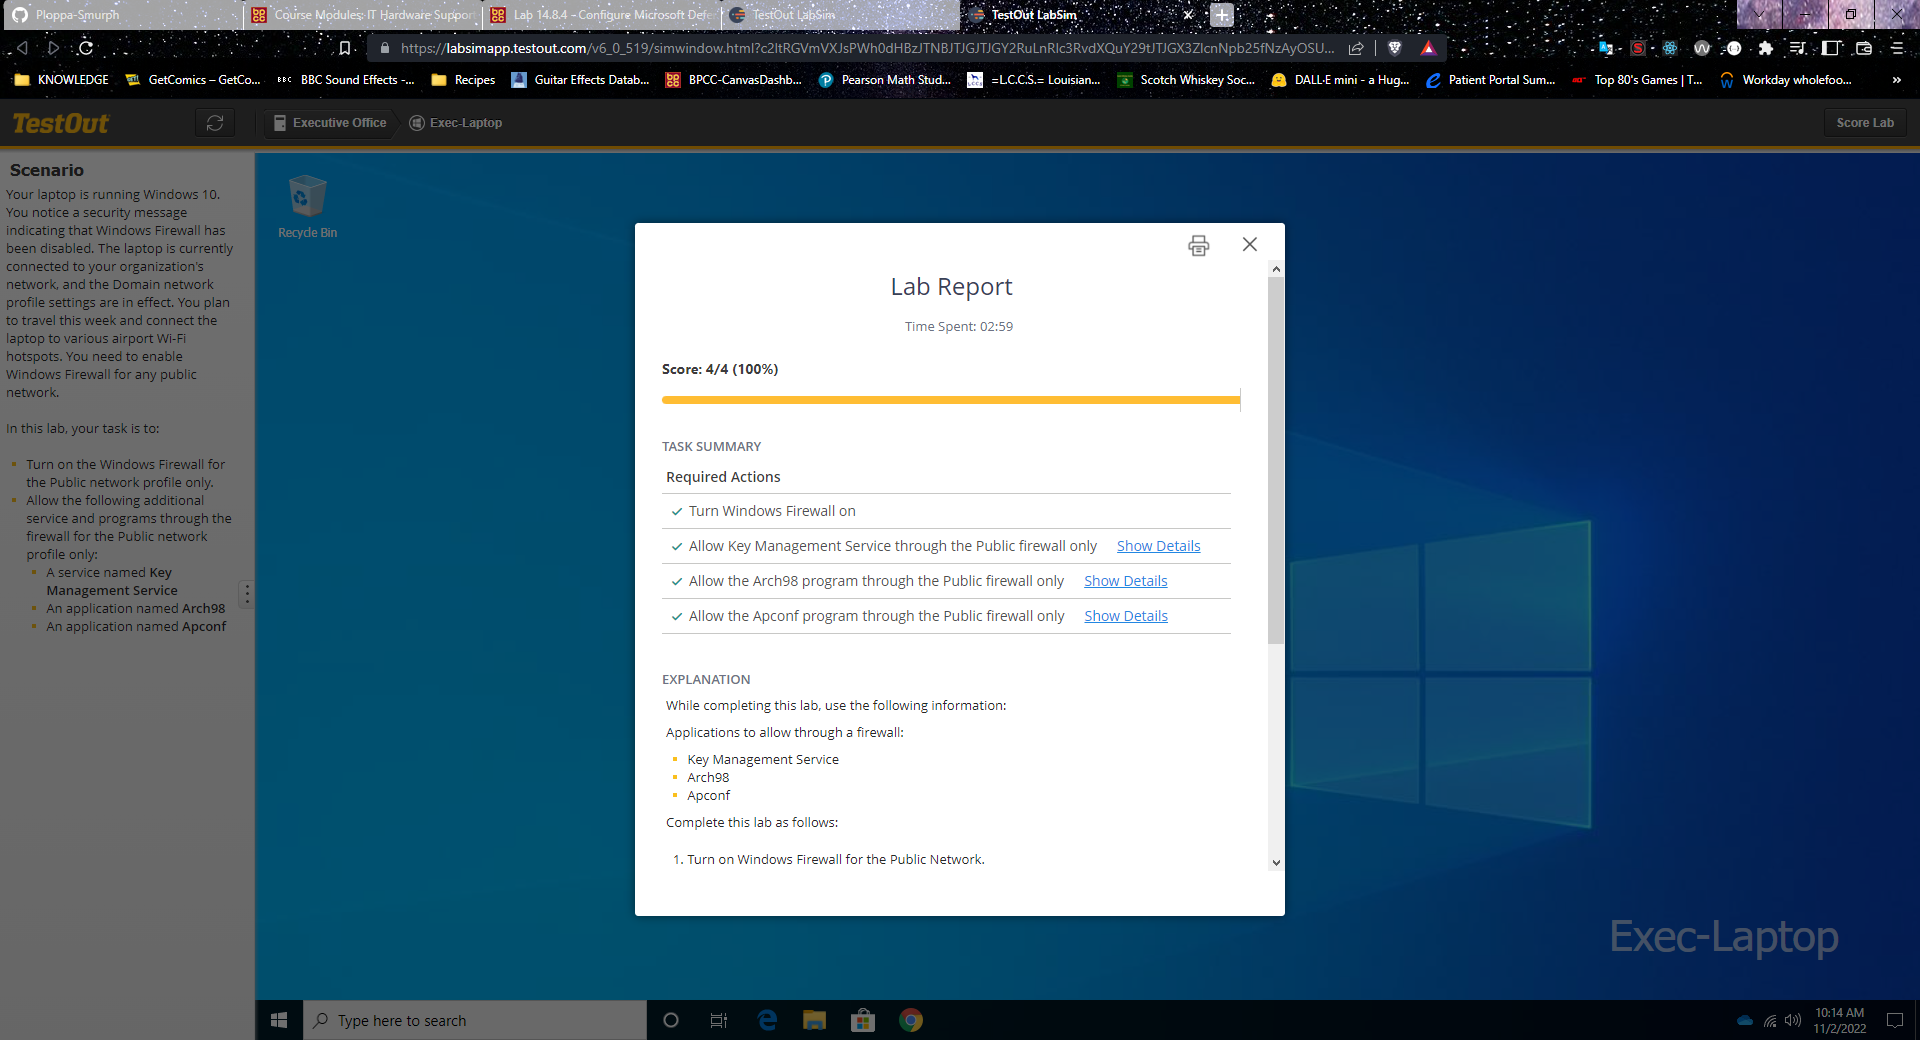 Ploppa-Smurph
Course Modules: IT Hardware Support
Lab 14.8.4 – Configure Microsoft Defe
TestOut LabSim
TestOut LabSim
KNOWLEDGE
GetComics – GetCo...
BBC BBC Sound Effects -...
Recipes
Guitar Effects Datab...
BPCC-CanvasDashb...
Pearson Math Stud...
=L.C.C.S.= Louisian...
Scotch Whiskey Soc...
DALL·E mini - a Hug...
Patient Portal Sum...
Top 80's Games | T...
Workday wholefoo...
»
TestOut
Executive Office
Exec-Laptop
Score Lab
Scenario
Your laptop is running Windows 10.
You notice a security message
indicating that Windows Firewall has
been disabled. The laptop is currently
connected to your organization's
network, and the Domain network
profile settings are in effect. You plan
to travel this week and connect the
laptop to various airport Wi-Fi
hotspots. You need to enable
Windows Firewall for any public
network.
In this lab, your task is to:
Turn on the Windows Firewall for
the Public network profile only.
Allow the following additional
service and programs through the
firewall for the Public network
profile only:
A service named Key
Management Service
An application named Arch98
An application named Apconf
Recycle Bin
Lab Report
Time Spent: 02:59
Score: 4/4 (100%)
TASK SUMMARY
Required Actions
Turn Windows Firewall on
Allow Key Management Service through the Public firewall only Show Details
Allow the Arch98 program through the Public firewall only Show Details
Allow the Apconf program through the Public firewall only Show Details
EXPLANATION
While completing this lab, use the following information:
Applications to allow through a firewall:
Key Management Service
Arch98
Apconf
Complete this lab as follows:
1. Turn on Windows Firewall for the Public Network.
Exec-Laptop
Type here to search
10:14 AM
11/2/2022